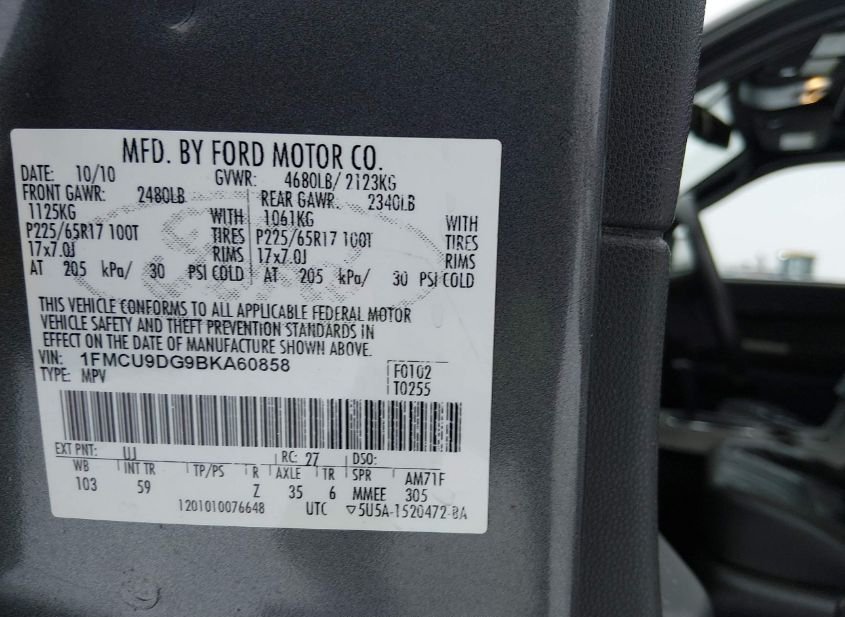 MFD. BY FORD MOTOR CO.
DATE: 10/10 GVWR: 4680LB/ 2123KG
FRONT GAWR: 2480LB REAR GAWR: 2340LB
1125KG WITH 1061KG WITH
P225/65R17 100T TIRES P225/65R17 100T TIRES
17x7.0J RIMS 17x7.0J RIMS
AT 205 kPa/ 30 PSI COLD AT 205 kPa/ 30 PSI COLD
THIS VEHICLE CONFORMS TO ALL APPLICABLE FEDERAL MOTOR
VEHICLE SAFETY AND THEFT PREVENTION STANDARDS IN
EFFECT ON THE DATE OF MANUFACTURE SHOWN ABOVE.
VIN: 1FMCU9DG9BKA60858 F0102
TYPE: MPV T0255
EXT PNT: UJ RC: 27 DSO:
WB INT TR TP/PS R AXLE TR SPR AM71F
103 59 Z 35 6 MMEE 305
1201010076648 UTC ▽5U5A-1520472-BA